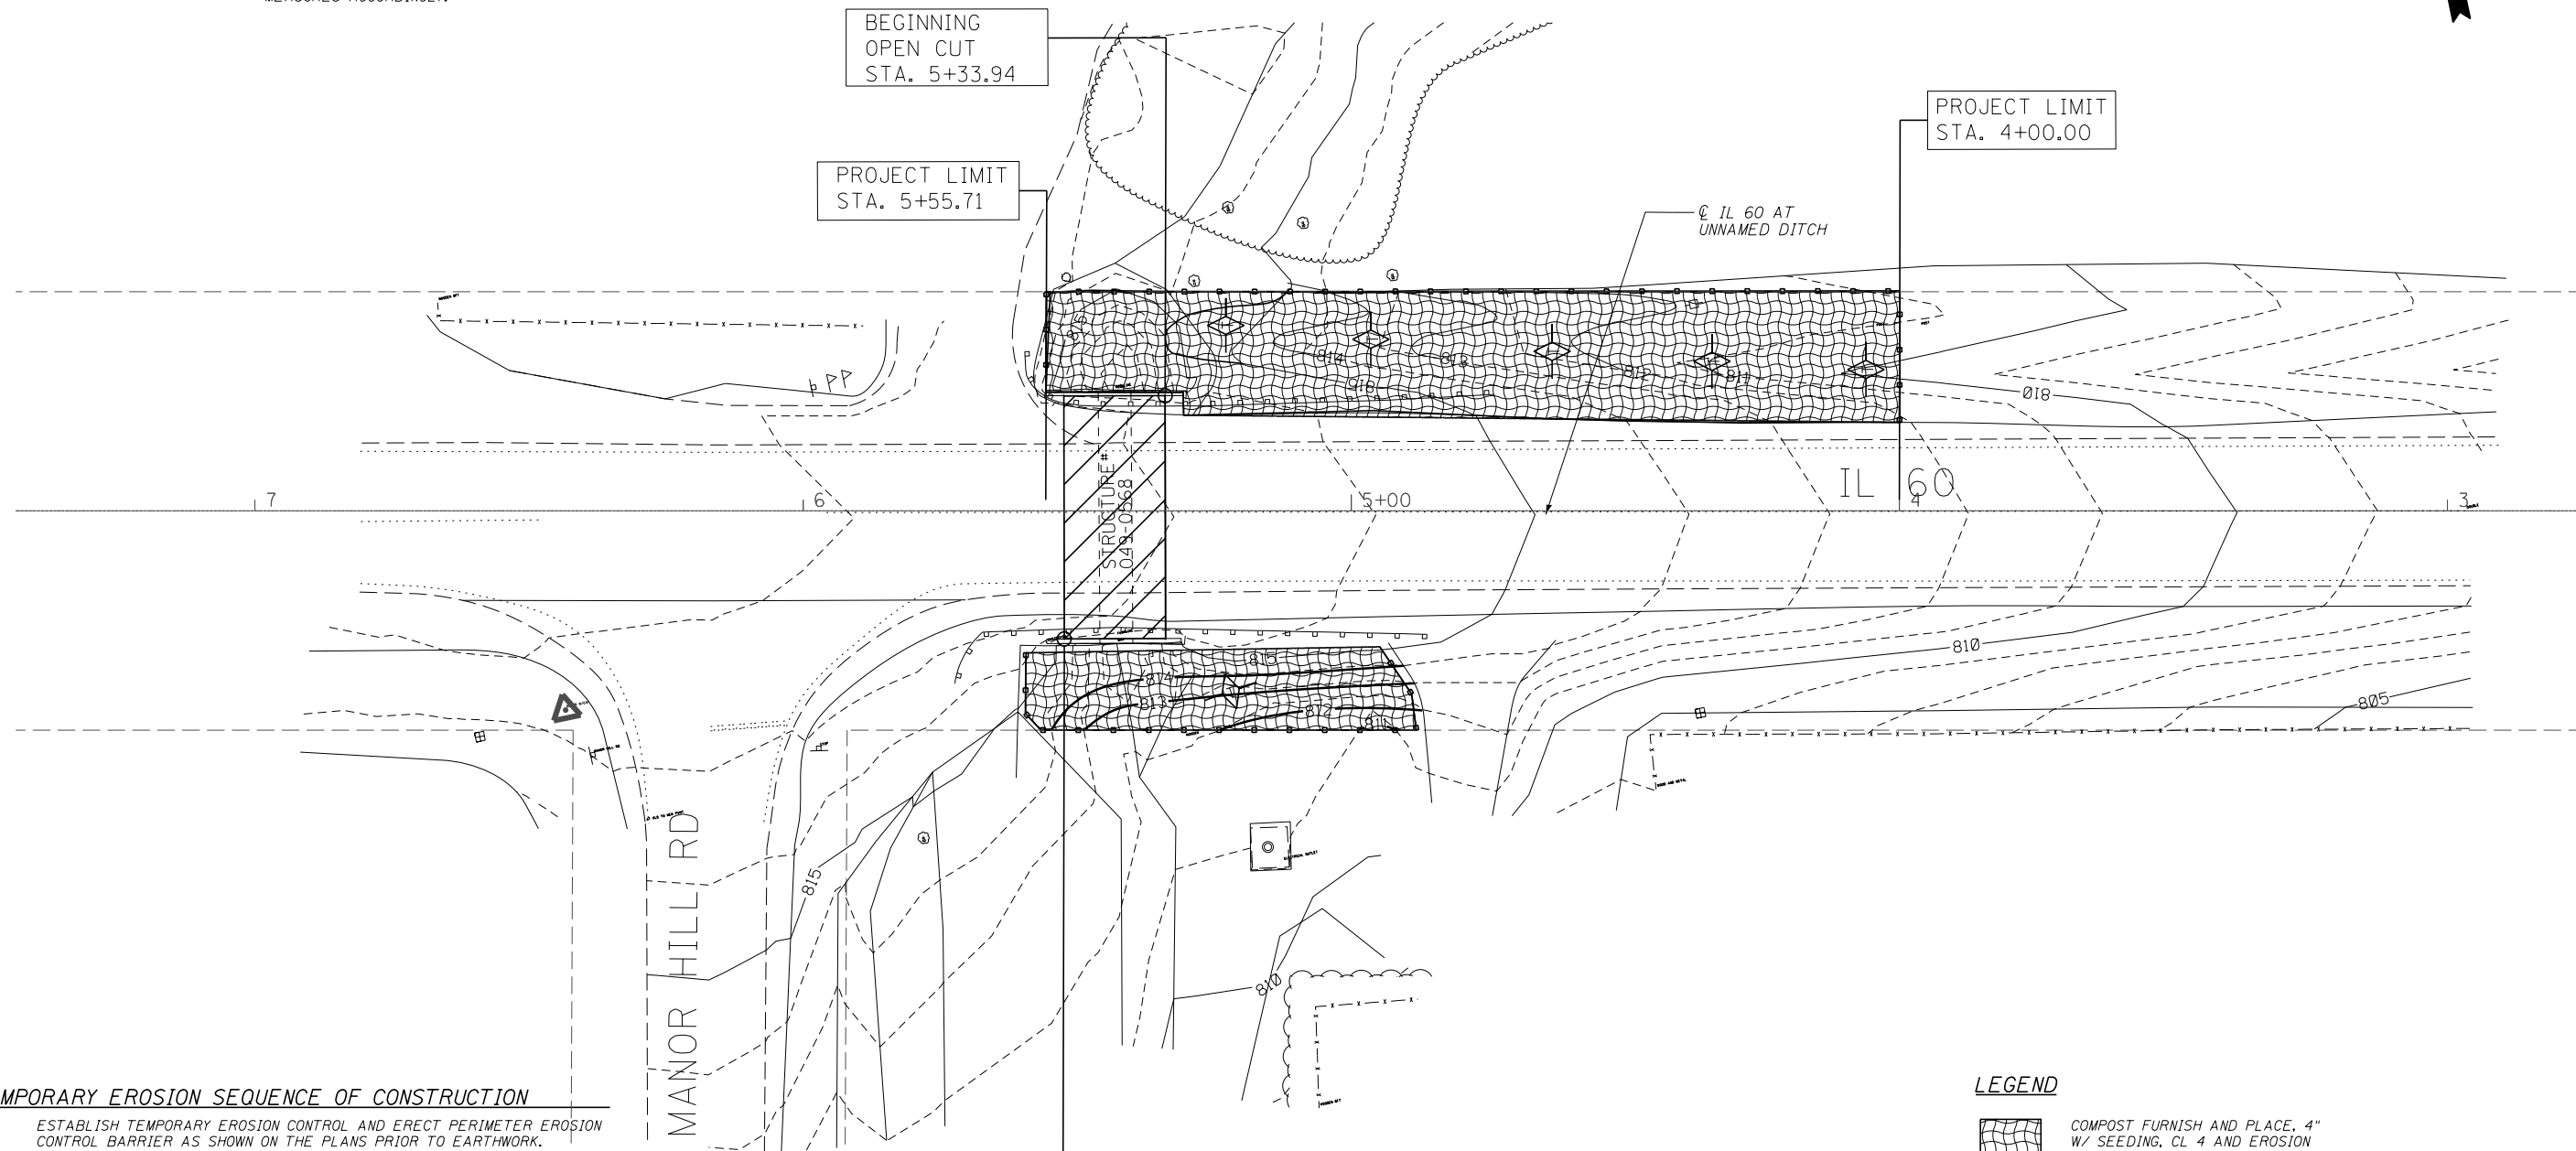 BEGINNING
OPEN CUT
STA. 5+33.94
PROJECT LIMIT
STA. 4+00.00
PROJECT LIMIT
STA. 5+55.71
℄ IL 60 AT
UNNAMED DITCH
815
814
813
812
811
810
810
PP
STRUCTURE#
049-0568
IL 60
7
6
5+00
4
3
815
814
813
812
811
810
805
815
810
MANOR HILL RD
MPORARY EROSION SEQUENCE OF CONSTRUCTION
ESTABLISH TEMPORARY EROSION CONTROL AND ERECT PERIMETER EROSION
CONTROL BARRIER AS SHOWN ON THE PLANS PRIOR TO EARTHWORK.
LEGEND
COMPOST FURNISH AND PLACE, 4"
W/ SEEDING, CL 4 AND EROSION